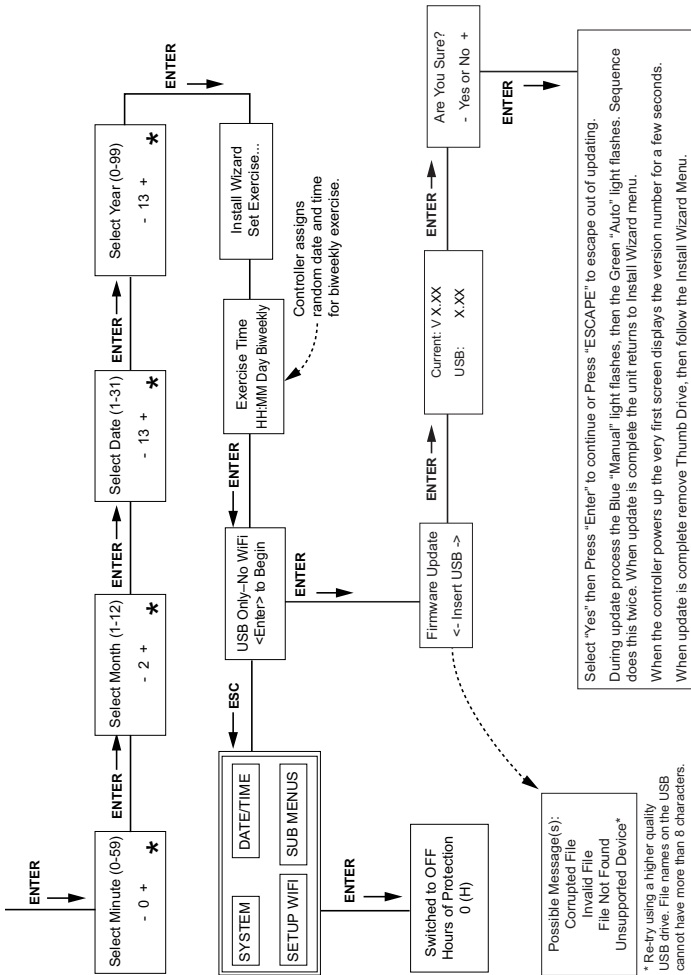 ENTER
Select Minute (0-59)
- 0 +
*
ENTER
Select Month (1-12)
- 2 +
*
ENTER
Select Date (1-31)
- 13 +
*
ENTER
Select Year (0-99)
- 13 +
*
ENTER
Install Wizard
Set Exercise...
Exercise Time
HH:MM Day Biweekly
Controller assigns
random date and time
for biweekly exercise.
ENTER
USB Only–No WiFi
<Enter> to Begin
ESC
SYSTEM
DATE/TIME
SETUP WIFI
SUB MENUS
ENTER
Switched to OFF
Hours of Protection
0 (H)
ENTER
Firmware Update
<- Insert USB ->
ENTER
Current: V X.XX
USB: X.XX
ENTER
Are You Sure?
- Yes or No +
ENTER
Possible Message(s):
Corrupted File
Invalid File
File Not Found
Unsupported Device*
* Re-try using a higher quality
USB drive. File names on the USB
cannot have more than 8 characters.
Select “Yes” then Press “Enter” to continue or Press “ESCAPE” to escape out of updating.
During update process the Blue “Manual” light flashes, then the Green “Auto” light flashes. Sequence
does this twice. When update is complete the unit returns to Install Wizard menu.
When the controller powers up the very first screen displays the version number for a few seconds.
When update is complete remove Thumb Drive, then follow the Install Wizard Menu.